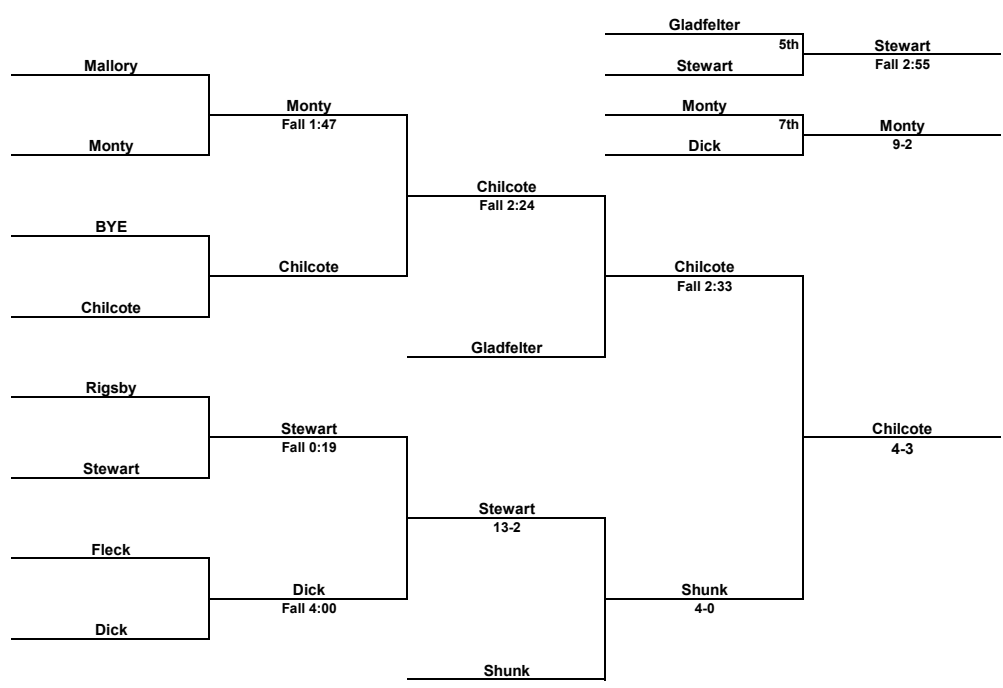 Gladfelter
5th
Stewart
Stewart
Fall 2:55
Mallory
Monty
Fall 1:47
Monty
Monty
7th
Dick
Monty
9-2
Chilcote
Fall 2:24
BYE
Chilcote
Chilcote
Chilcote
Fall 2:33
Gladfelter
Rigsby
Stewart
Fall 0:19
Stewart
Chilcote
4-3
Stewart
13-2
Fleck
Dick
Fall 4:00
Dick
Shunk
4-0
Shunk